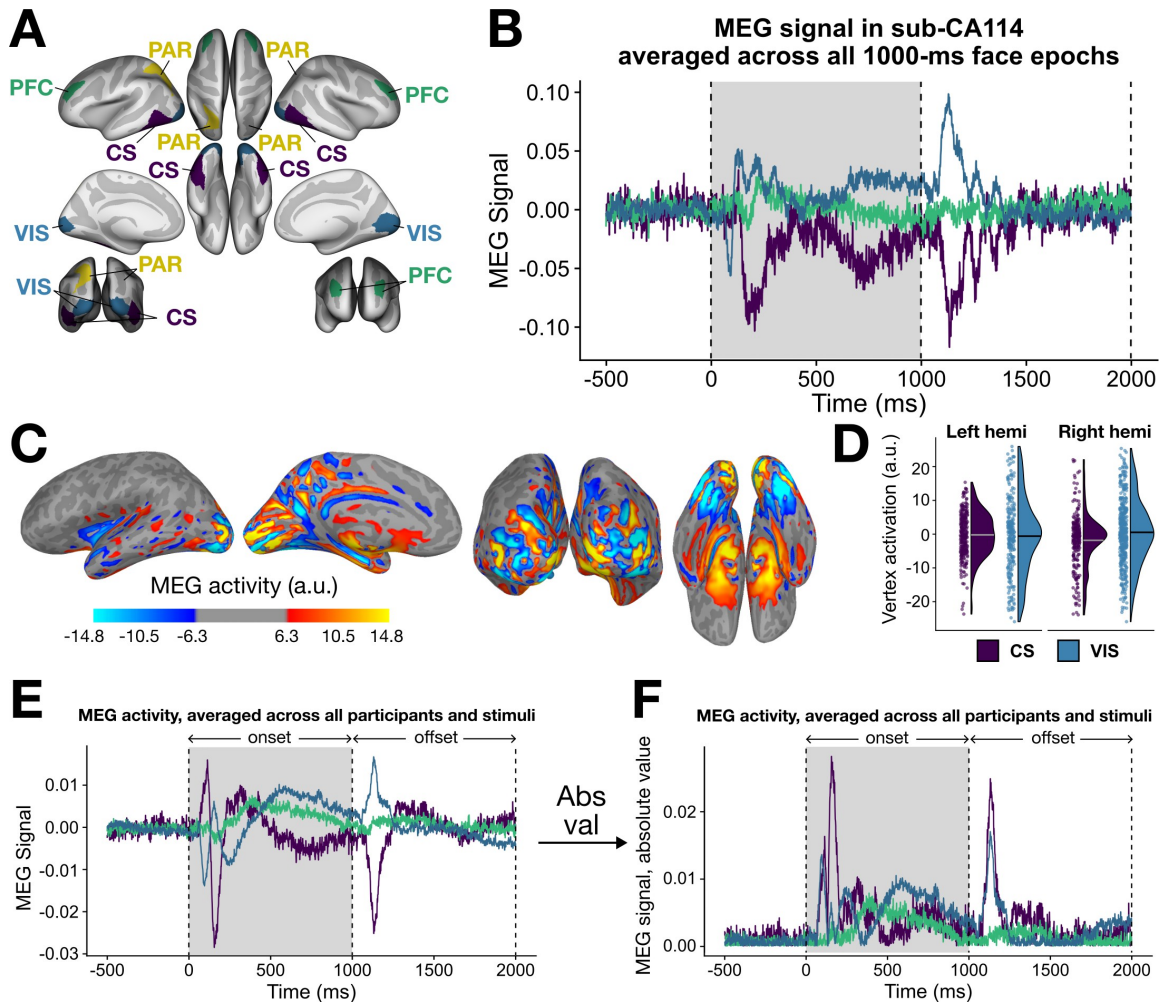 A
PAR
PAR
PFC
PFC
PAR
PAR
CS
CS
CS
CS
VIS
VIS
PAR
VIS
CS
PFC
B
MEG signal in sub-CA114
averaged across all 1000-ms face epochs
MEG Signal
0.10
0.05
0.00
-0.05
-0.10
-500
0
500
1000
1500
2000
Time (ms)
C
MEG activity (a.u.)
-14.8
-10.5
-6.3
6.3
10.5
14.8
D
Left hemi
Right hemi
Vertex activation (a.u.)
20
10
0
-10
-20
CS
VIS
E
MEG activity, averaged across all participants and stimuli
onset
offset
MEG Signal
0.01
0.00
-0.01
-0.02
-0.03
-500
0
500
1000
1500
2000
Time (ms)
Abs
val
F
MEG activity, averaged across all participants and stimuli
onset
offset
MEG signal, absolute value
0.02
0.01
0.00
-500
0
500
1000
1500
2000
Time (ms)